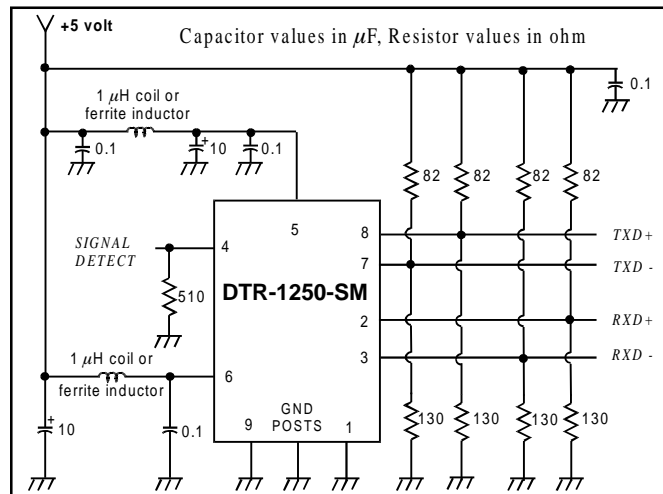 +5 volt
Capacitor values in µF, Resistor values in ohm
1 µH coil or
ferrite inductor
0.1
0.1
+
10
0.1
82
82
82
82
5
SIGNAL
DETECT
4
8
TXD+
7
TXD -
510
DTR-1250-SM
2
RXD+
3
RXD -
1 µH coil or
ferrite inductor
6
+
10
0.1
9
GND
POSTS
1
130
130
130
130